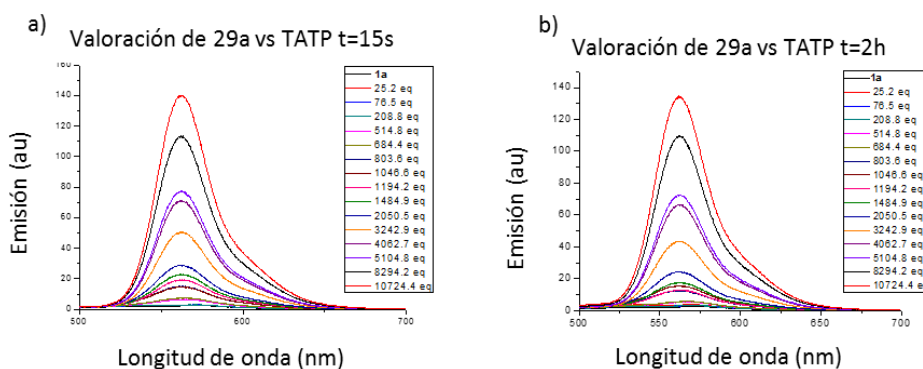 a)
Valoración de 29a vs TATP t=15s
160
140
120
100
80
60
40
20
0
500
600
700
Emisión (au)
Longitud de onda (nm)
1a
25.2 eq
76.5 eq
208.8 eq
514.8 eq
684.4 eq
803.6 eq
1046.6 eq
1194.2 eq
1484.9 eq
2050.5 eq
3242.9 eq
4062.7 eq
5104.8 eq
8294.2 eq
10724.4 eq
b)
Valoración de 29a vs TATP t=2h
140
120
100
80
60
40
20
0
500
550
600
650
700
Emisión (au)
Longitud de onda (nm)
1a
25.2 eq
76.5 eq
208.8 eq
514.8 eq
684.4 eq
803.6 eq
1046.6 eq
1194.2 eq
1484.9 eq
2050.5 eq
3242.9 eq
4062.7 eq
5104.8 eq
8294.2 eq
10724.4 eq